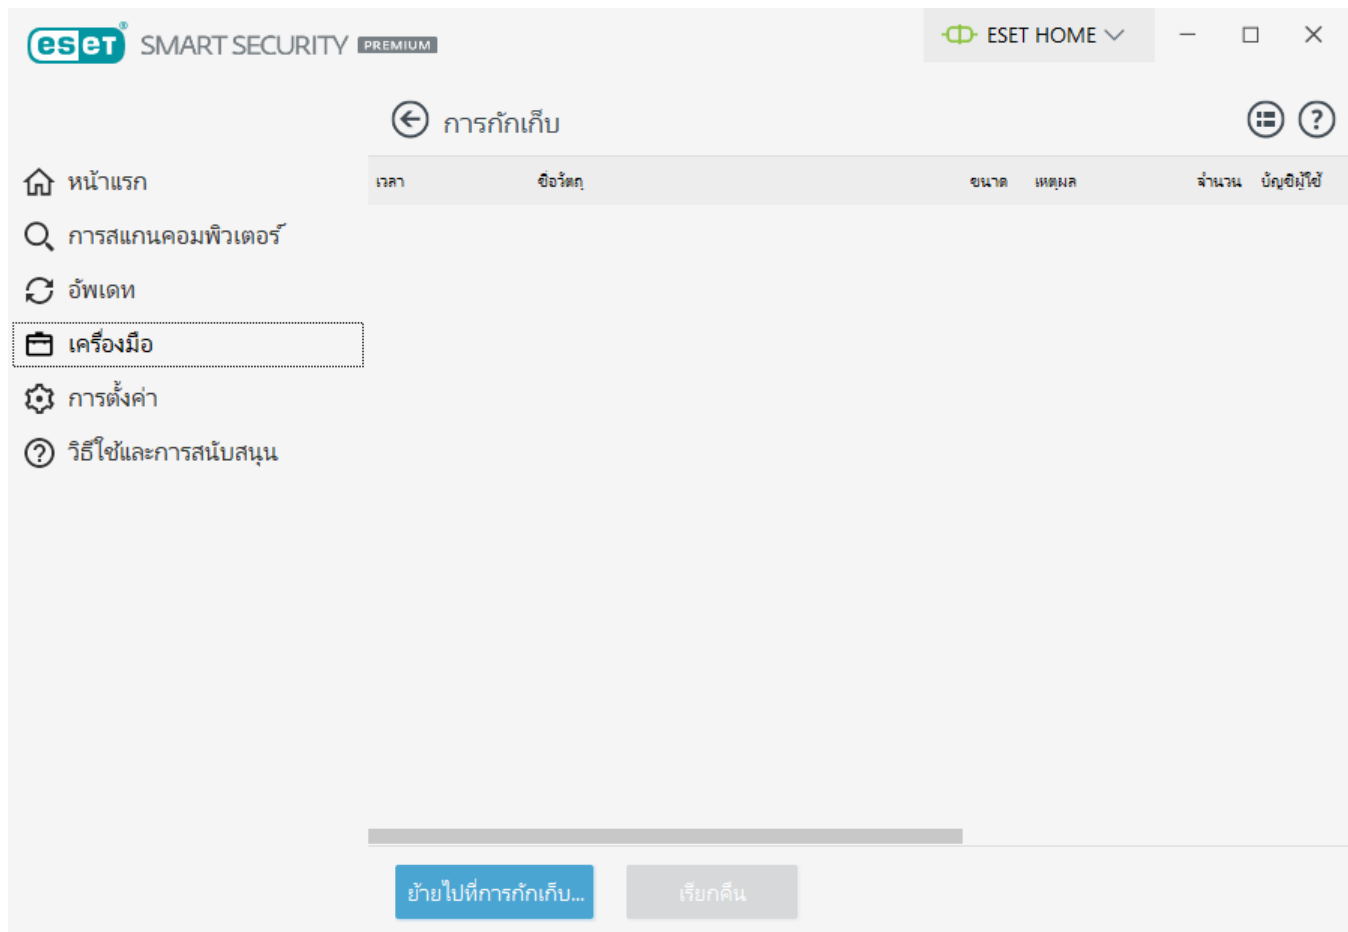 eset® SMART SECURITY PREMIUM
ESET HOME
การกักเก็บ
หน้าแรก
การสแกนคอมพิวเตอร์
อัพเดท
เครื่องมือ
การตั้งค่า
วิธีใช้และการสนับสนุน
เวลา ชื่อวัตถุ ขนาด เหตุผล จำนวน บัญชีผู้ใช้
ย้ายไปที่การกักเก็บ... เรียกคืน